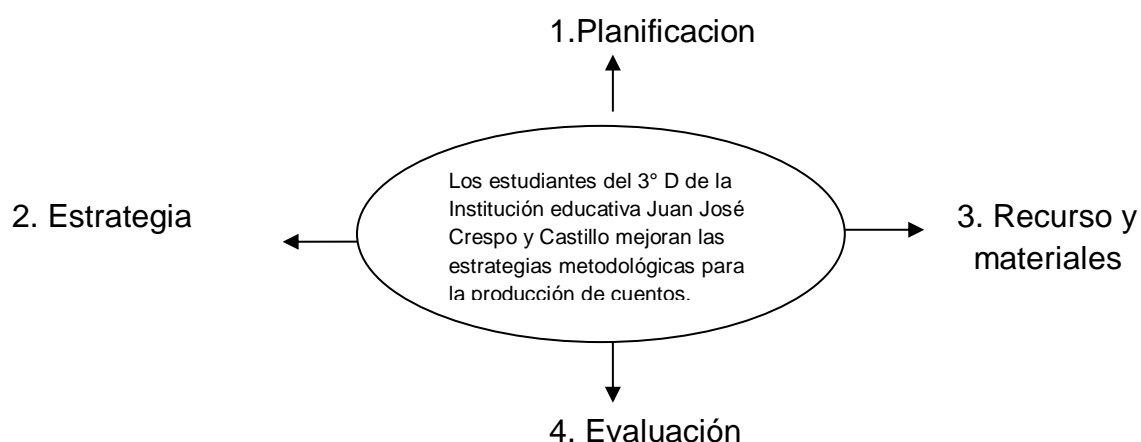 1.Planificacion
2. Estrategia
Los estudiantes del 3° D de la
Institución educativa Juan José
Crespo y Castillo mejoran las
estrategias metodológicas para
la producción de cuentos.
3. Recurso y
materiales
4. Evaluación